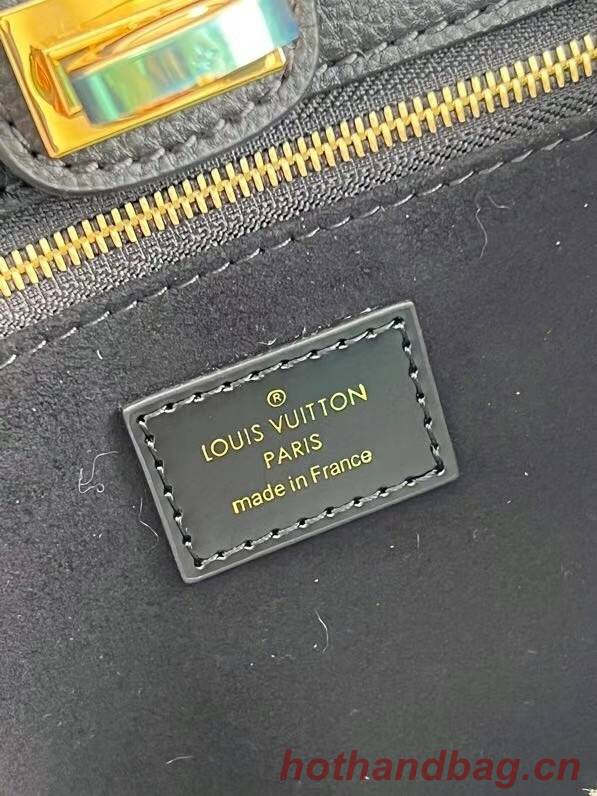 ®
LOUIS VUITTON
PARIS
made in France
hothandbag.cn